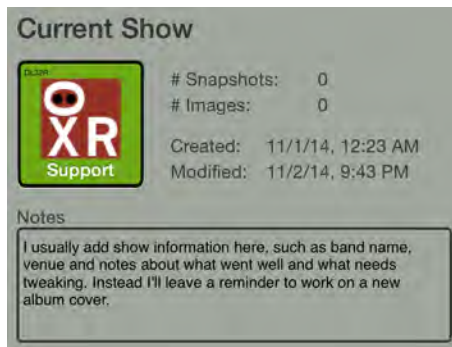 Current Show
DL32R
OXR
Support
# Snapshots: 0
# Images: 0
Created: 11/1/14, 12:23 AM
Modified: 11/2/14, 9:43 PM
Notes
I usually add show information here, such as band name,
venue and notes about what went well and what needs
tweaking. Instead I'll leave a reminder to work on a new
album cover.